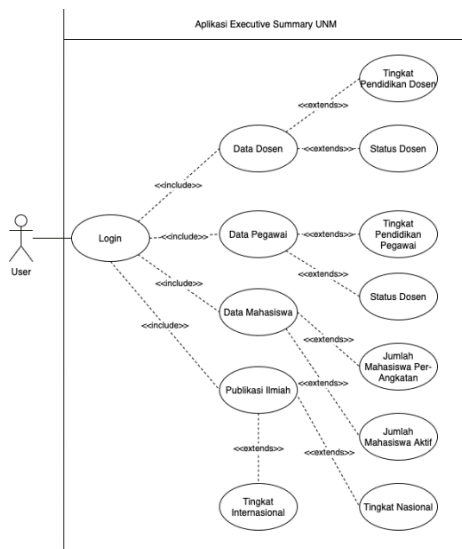 Aplikasi Executive Summary UNM
Tingkat
Pendidikan Dosen
<<extends>>
Data Dosen
<<extends>>
Status Dosen
<<include>>
User
Login
<<include>>
Data Pegawai
<<extends>>
Tingkat
Pendidikan
Pegawai
<<extends>>
Status Dosen
<<include>>
Data Mahasiswa
<<include>>
<<extends>>
Jumlah
Mahasiswa Per-
Angkatan
Publikasi Ilmiah
<<extends>>
Jumlah
Mahasiswa Aktif
<<extends>>
<<extends>>
Tingkat
Internasional
Tingkat Nasional